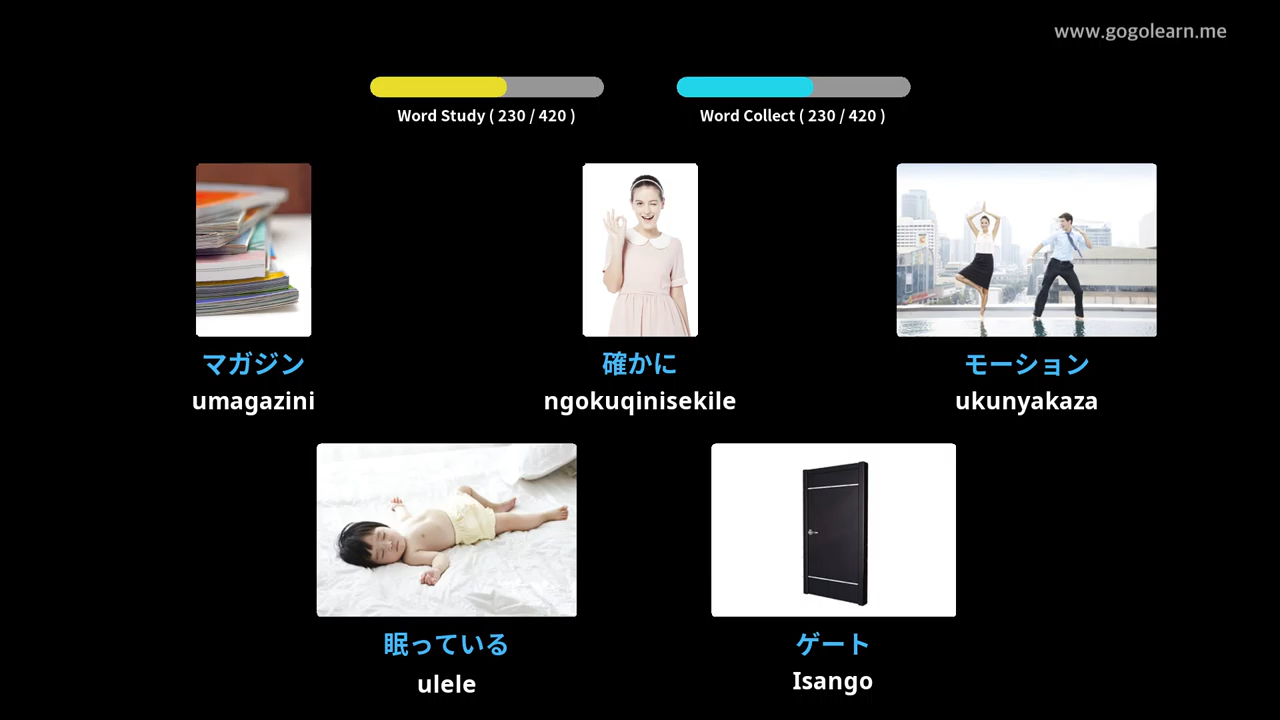 www.gogolearn.me
Word Study ( 230 / 420 )
Word Collect ( 230 / 420 )
マガジン
umagazini
確かに
ngokuqinisekile
モーション
ukunyakaza
眠っている
ulele
ゲート
Isango